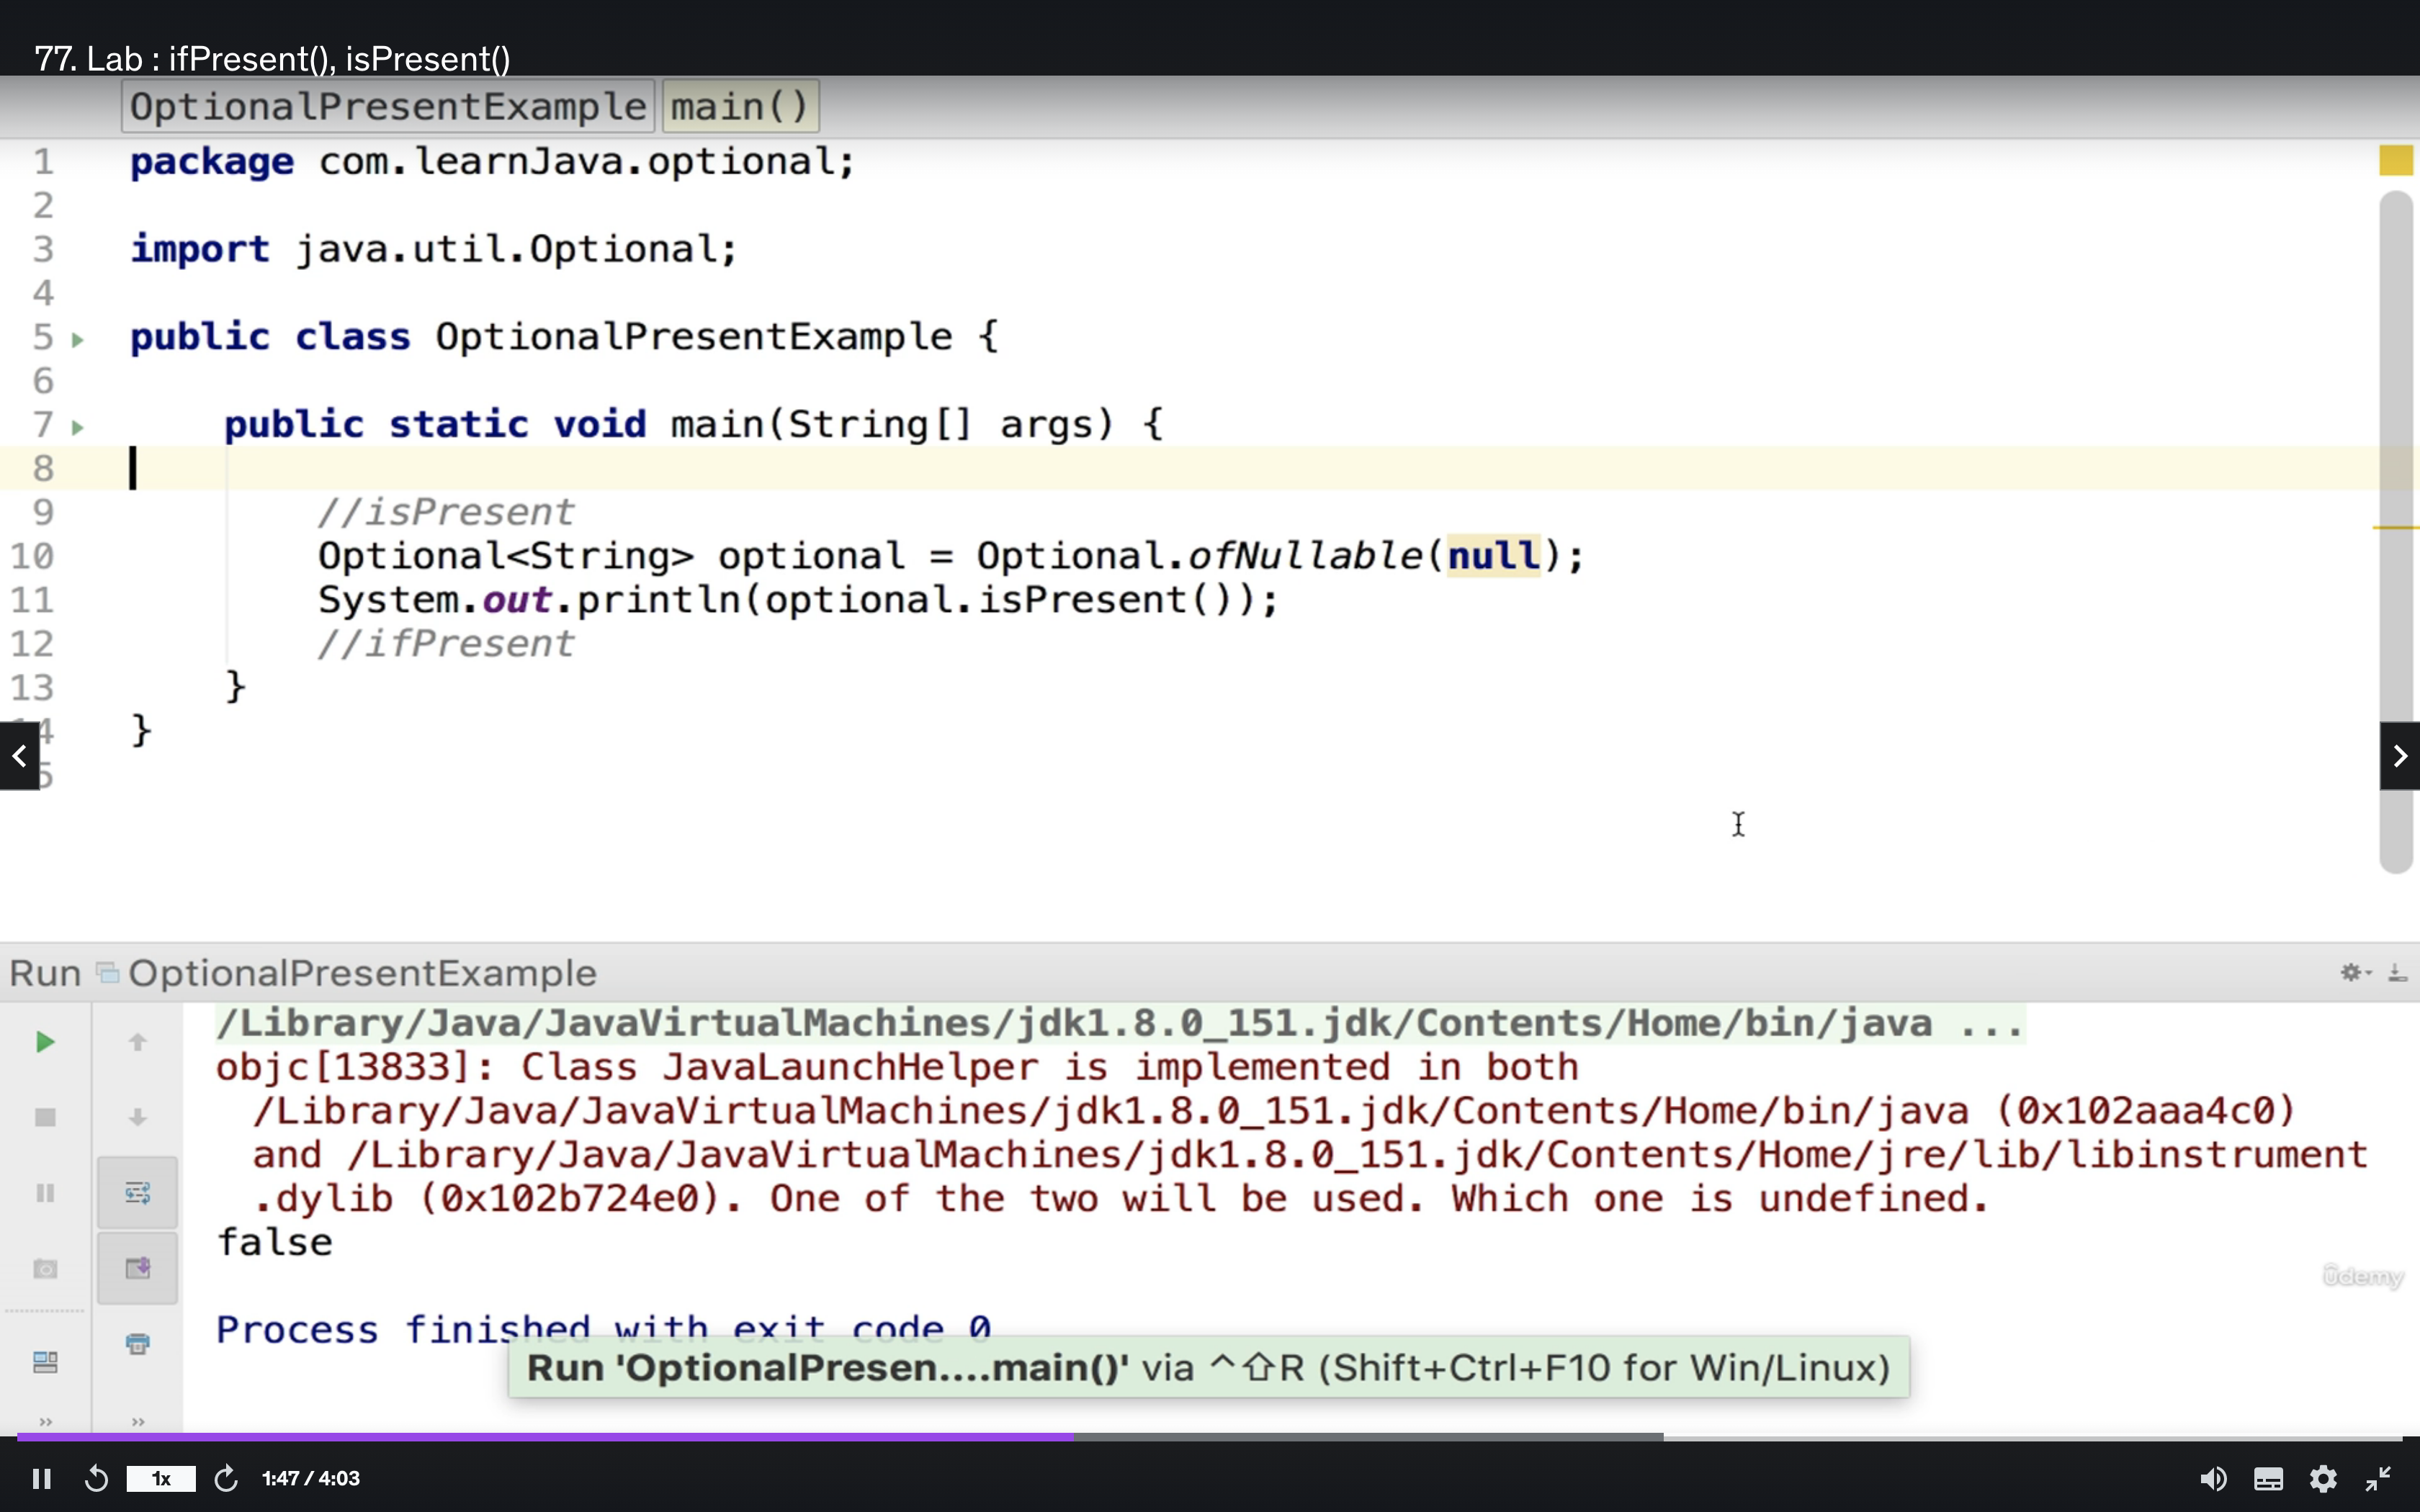 77. Lab : ifPresent(), isPresent()
OptionalPresentExample main()
1 package com.learnJava.optional;
2
3 import java.util.Optional;
4
5 public class OptionalPresentExample {
6
7 public static void main(String[] args) {
8
9 //isPresent
10 Optional<String> optional = Optional.ofNullable(null);
11 System.out.println(optional.isPresent());
12 //ifPresent
13 }
4 }
5
Run OptionalPresentExample
/Library/Java/JavaVirtualMachines/jdk1.8.0_151.jdk/Contents/Home/bin/java ...
objc[13833]: Class JavaLaunchHelper is implemented in both
/Library/Java/JavaVirtualMachines/jdk1.8.0_151.jdk/Contents/Home/bin/java (0x102aaa4c0)
and /Library/Java/JavaVirtualMachines/jdk1.8.0_151.jdk/Contents/Home/jre/lib/libinstrument
.dylib (0x102b724e0). One of the two will be used. Which one is undefined.
false
udemy
Process finished with exit code 0
Run 'OptionalPresen....main()' via ^⇧R (Shift+Ctrl+F10 for Win/Linux)
1x 1:47 / 4:03